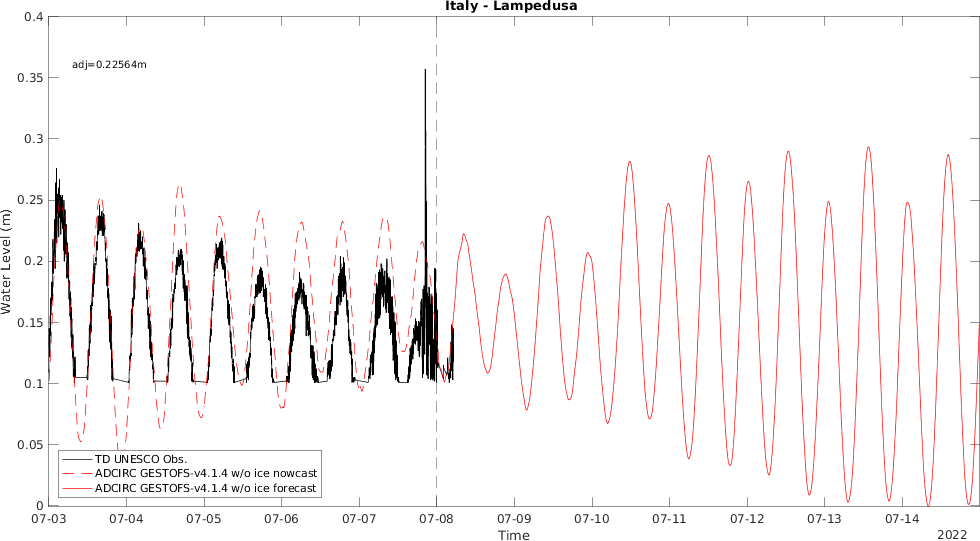 Italy - Lampedusa
adj=0.22564m
Water Level (m)
0.4
0.35
0.3
0.25
0.2
0.15
0.1
0.05
0
TD UNESCO Obs.
ADCIRC GESTOFS-v4.1.4 w/o ice nowcast
ADCIRC GESTOFS-v4.1.4 w/o ice forecast
07-03 07-04 07-05 07-06 07-07 07-08 07-09 07-10 07-11 07-12 07-13 07-14
Time
2022